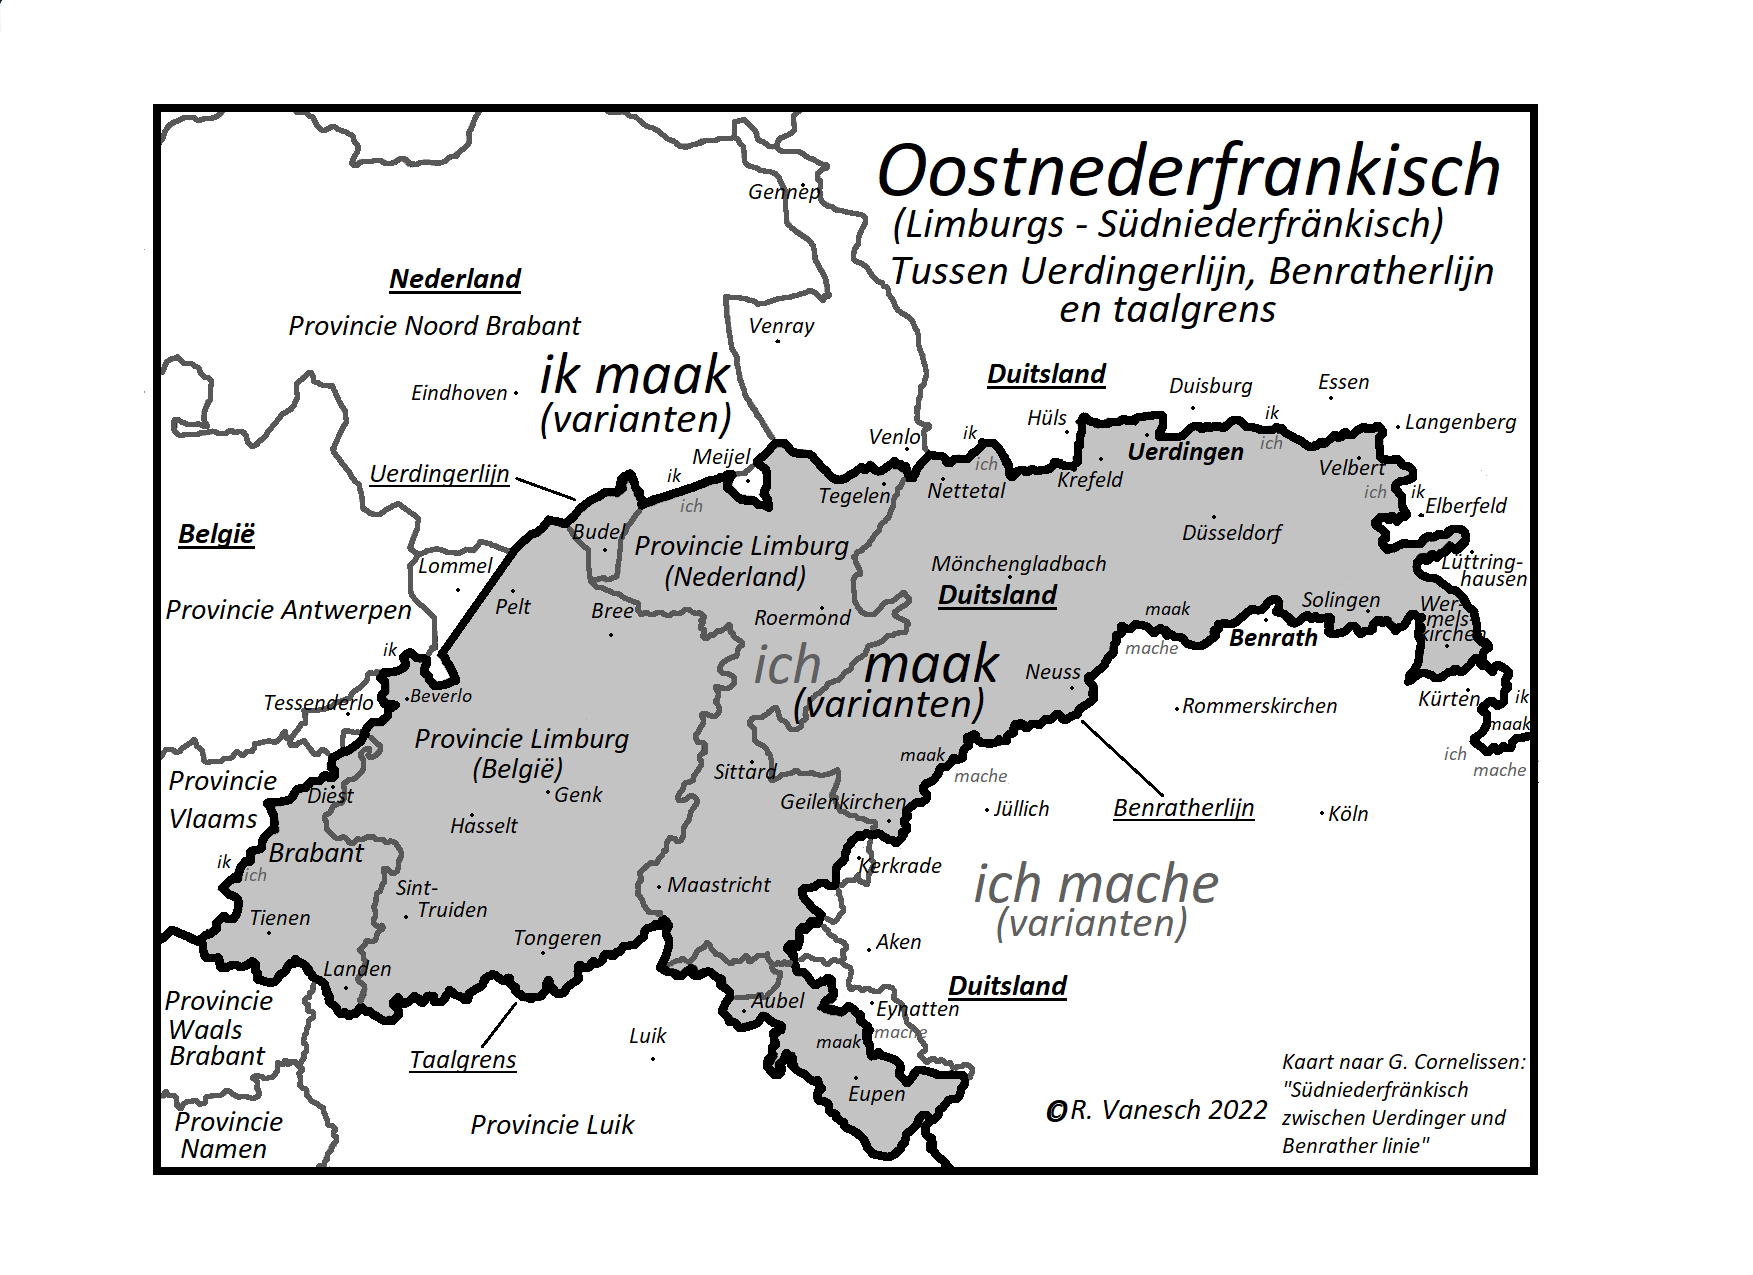 Oostnederfrankisch
(Limburgs - Südniederfränkisch)
Tussen Uerdingerlijn, Benratherlijn
en taalgrens
Gennep
Nederland
Provincie Noord Brabant
Venray
ik maak
(varianten)
Eindhoven
Duitsland
Duisburg
Essen
Hüls
ik
ich
Langenberg
Venlo
ik
ich
Uerdingen
Meijel
Uerdingerlijn
ik
ich
Tegelen
Nettetal
Krefeld
Velbert
ich
ik
Elberfeld
België
Budel
Provincie Limburg
(Nederland)
Düsseldorf
Lommel
Mönchengladbach
Duitsland
Lüttring-
hausen
Provincie Antwerpen
Pelt
Bree
Roermond
maak
mache
Solingen
Benrath
Wer-
mels-
kirchen
ik
ich maak
(varianten)
Neuss
Tessenderlo
Beverlo
Rommerskirchen
Kürten
ik
maak
ich
mache
Provincie Limburg
(België)
maak
mache
Sittard
Provincie
Vlaams
Brabant
Diest
Genk
Hasselt
Geilenkirchen
Jüllich
Benratherlijn
Köln
ik
ich
Kerkrade
Sint-
Truiden
Maastricht
ich mache
(varianten)
Tienen
Tongeren
Aken
Landen
Duitsland
Provincie
Waals
Brabant
Aubel
Eynatten
mache
maak
Luik
Taalgrens
Eupen
Provincie
Namen
Provincie Luik
© R. Vanesch 2022
Kaart naar G. Cornelissen:
"Südniederfränkisch
zwischen Uerdinger und
Benrather linie"